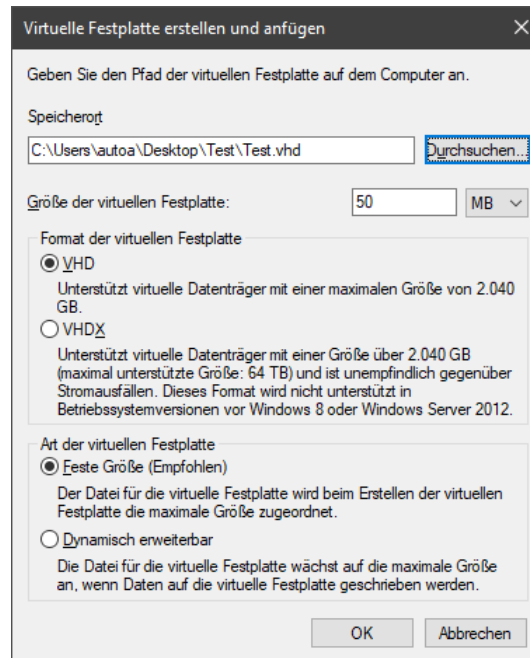 Virtuelle Festplatte erstellen und anfügen
Geben Sie den Pfad der virtuellen Festplatte auf dem Computer an.
Speicherort
C:\Users\autoa\Desktop\Test\Test.vhd
Durchsuchen...
Größe der virtuellen Festplatte:
50
MB
Format der virtuellen Festplatte
VHD
Unterstützt virtuelle Datenträger mit einer maximalen Größe von 2.040
GB.
VHDX
Unterstützt virtuelle Datenträger mit einer Größe über 2.040 GB
(maximal unterstützte Größe: 64 TB) und ist unempfindlich gegenüber
Stromausfällen. Dieses Format wird nicht unterstützt in
Betriebssystemversionen vor Windows 8 oder Windows Server 2012.
Art der virtuellen Festplatte
Feste Größe (Empfohlen)
Der Datei für die virtuelle Festplatte wird beim Erstellen der virtuellen
Festplatte die maximale Größe zugeordnet.
Dynamisch erweiterbar
Die Datei für die virtuelle Festplatte wächst auf die maximale Größe
an, wenn Daten auf die virtuelle Festplatte geschrieben werden.
OK
Abbrechen